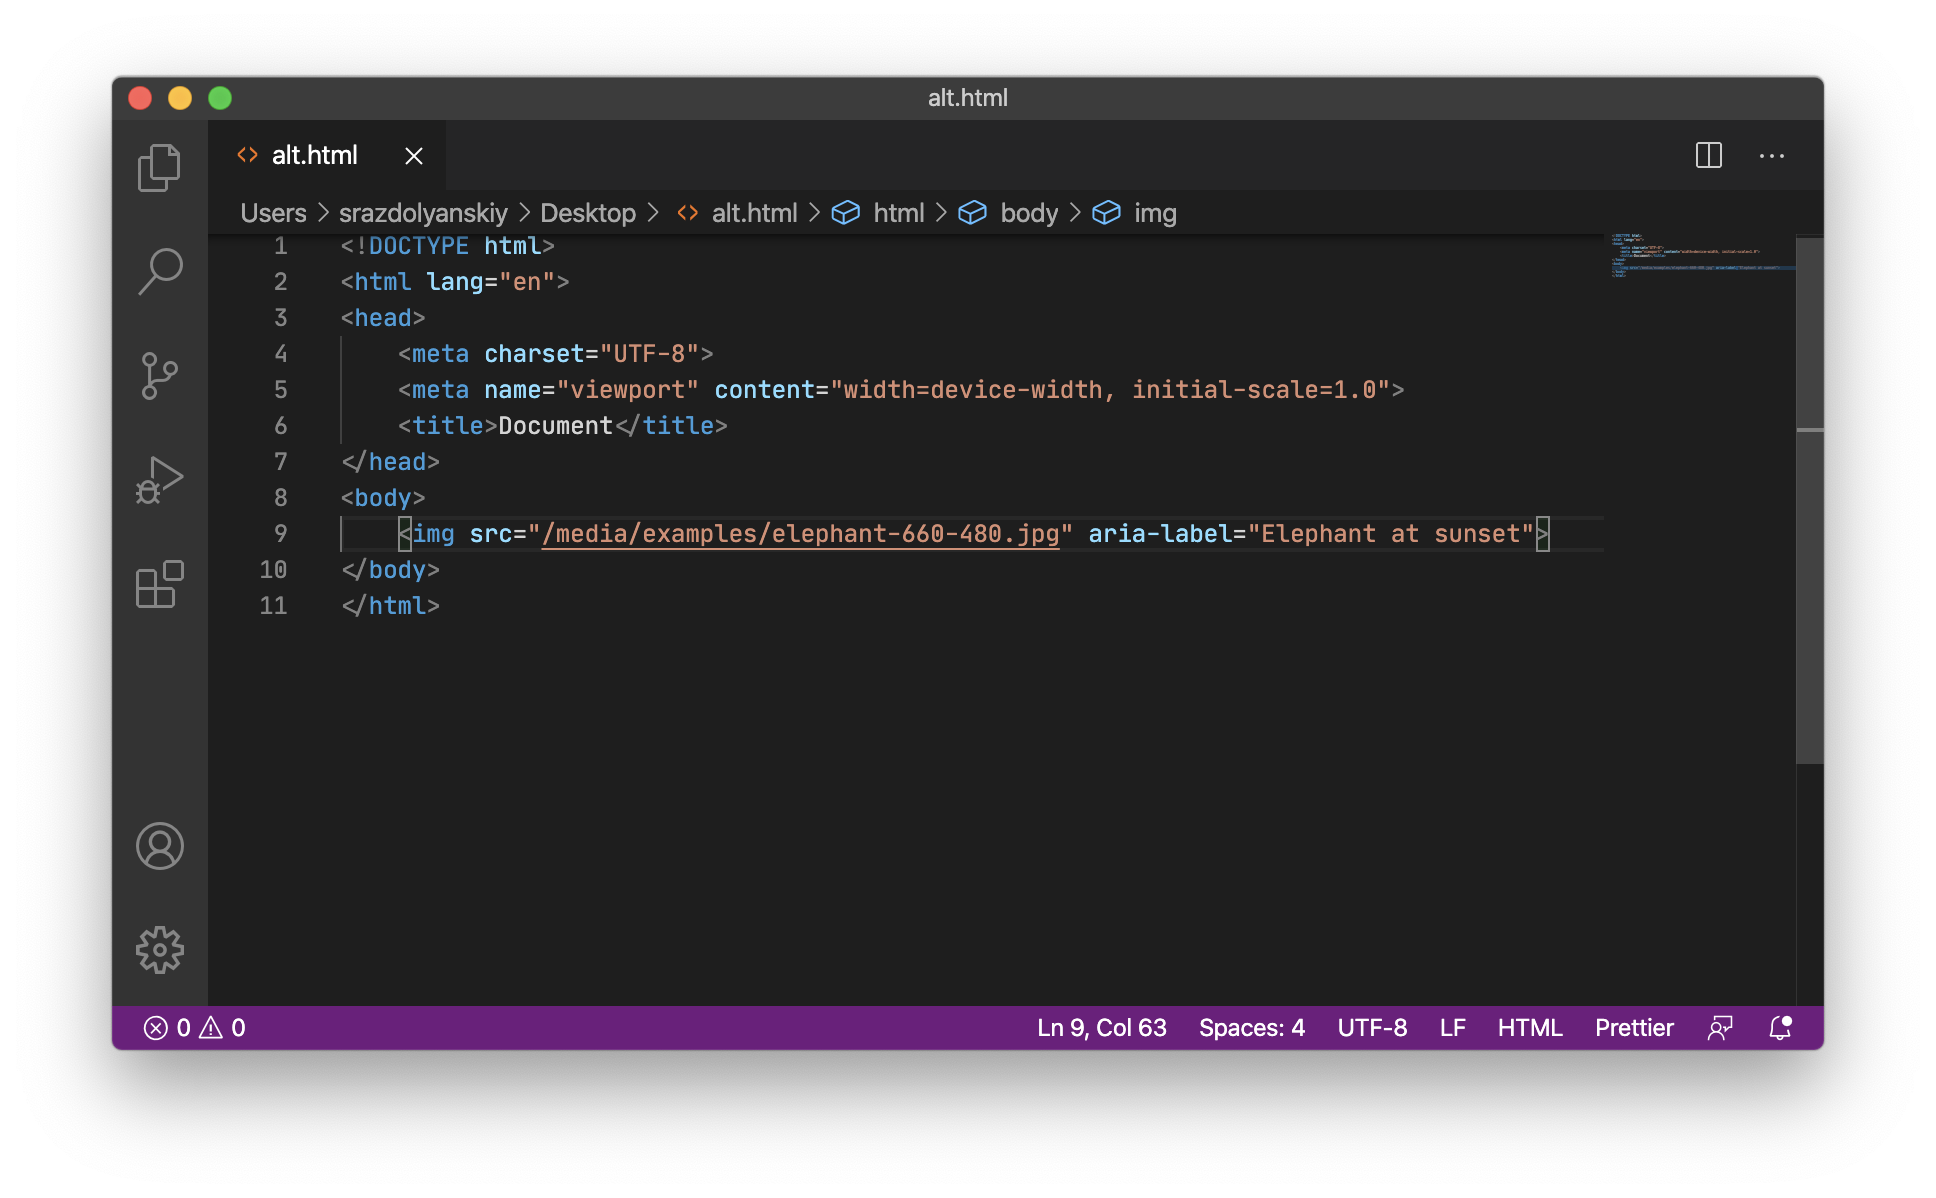 alt.html
alt.html
Users > srazdolyanskiy > Desktop > alt.html > html > body > img
1 <!DOCTYPE html>
2 <html lang="en">
3 <head>
4     <meta charset="UTF-8">
5     <meta name="viewport" content="width=device-width, initial-scale=1.0">
6     <title>Document</title>
7 </head>
8 <body>
9     <img src="/media/examples/elephant-660-480.jpg" aria-label="Elephant at sunset">
10 </body>
11 </html>
0 0 Ln 9, Col 63 Spaces: 4 UTF-8 LF HTML Prettier